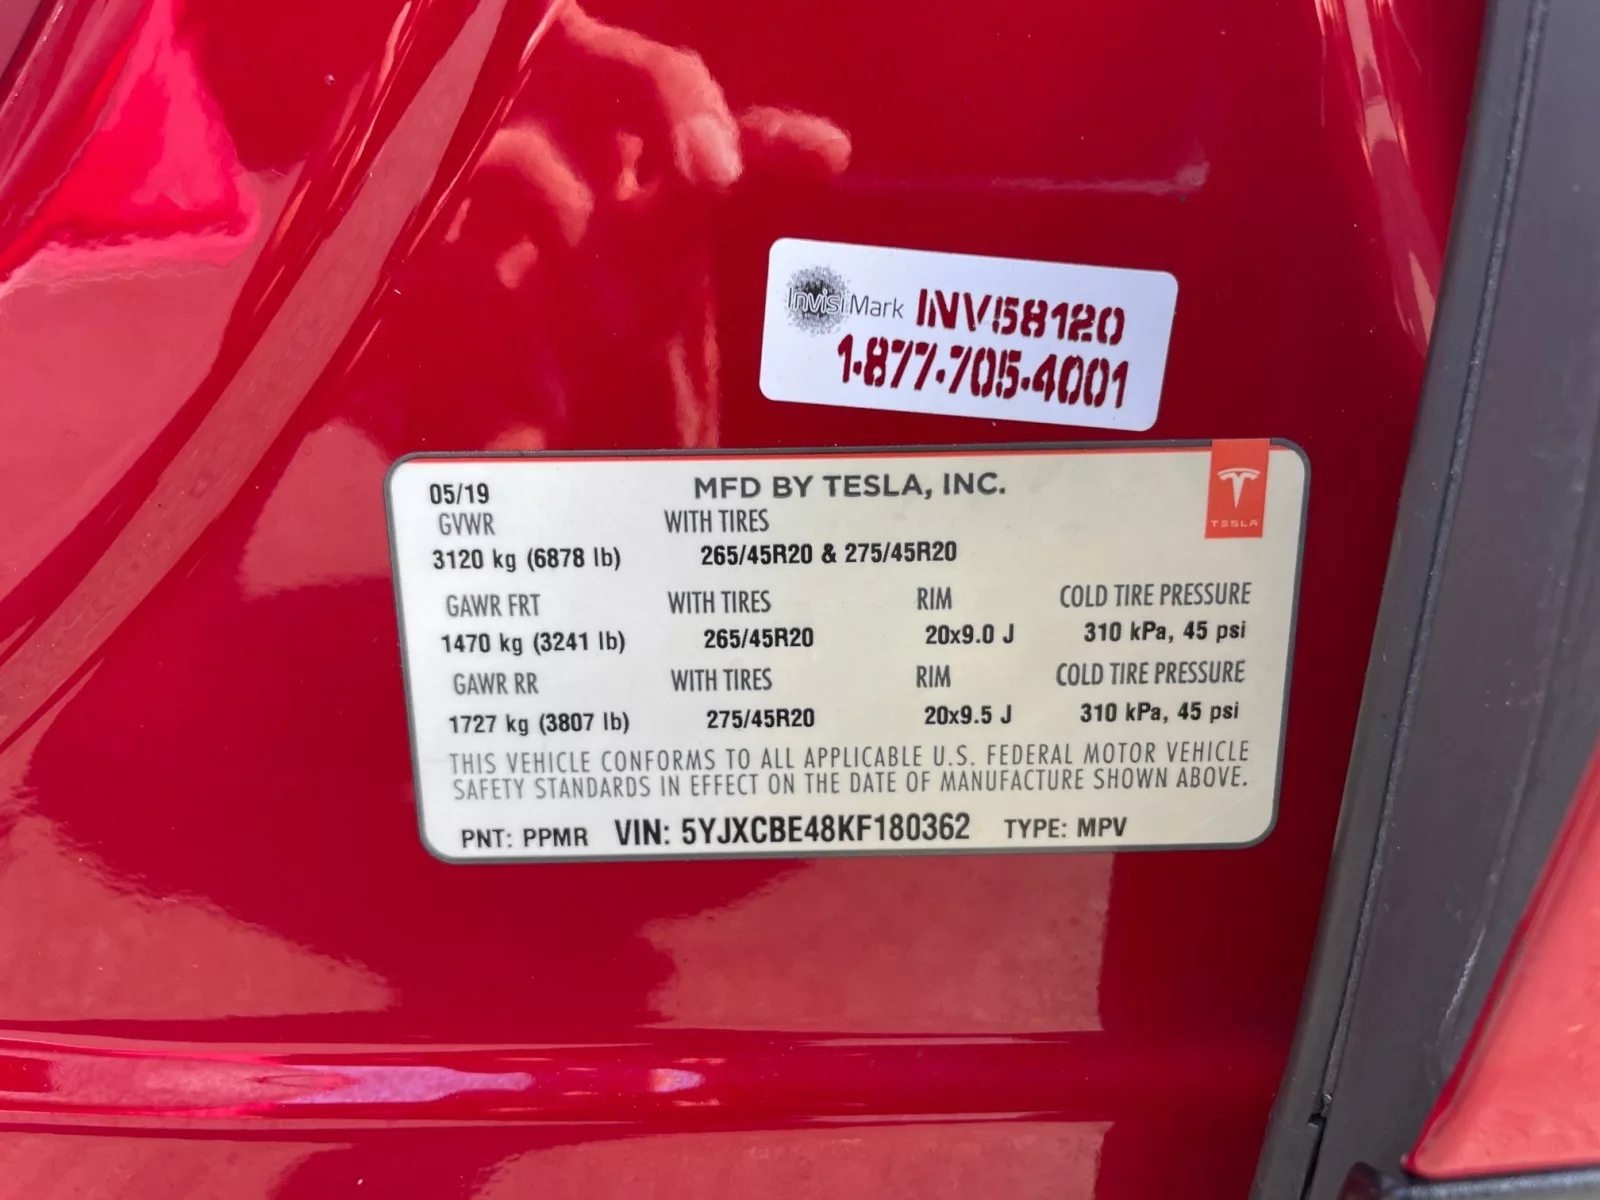 InvisiMark INV58120
1-877-705-4001
05/19 MFD BY TESLA, INC.
TESLA
GVWR WITH TIRES
3120 kg (6878 lb) 265/45R20 & 275/45R20
GAWR FRT WITH TIRES RIM COLD TIRE PRESSURE
1470 kg (3241 lb) 265/45R20 20x9.0 J 310 kPa, 45 psi
GAWR RR WITH TIRES RIM COLD TIRE PRESSURE
1727 kg (3807 lb) 275/45R20 20x9.5 J 310 kPa, 45 psi
THIS VEHICLE CONFORMS TO ALL APPLICABLE U.S. FEDERAL MOTOR VEHICLE
SAFETY STANDARDS IN EFFECT ON THE DATE OF MANUFACTURE SHOWN ABOVE.
PNT: PPMR VIN: 5YJXCBE48KF180362 TYPE: MPV